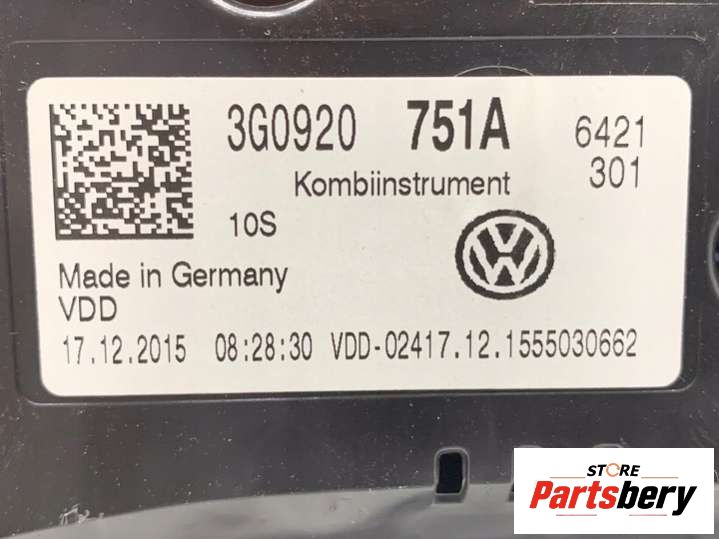 3G0920 751A 6421
Kombiinstrument 301
10S
Made in Germany
VDD
17.12.2015 08:28:30 VDD-02417.12.1555030662
STORE
Partsbery